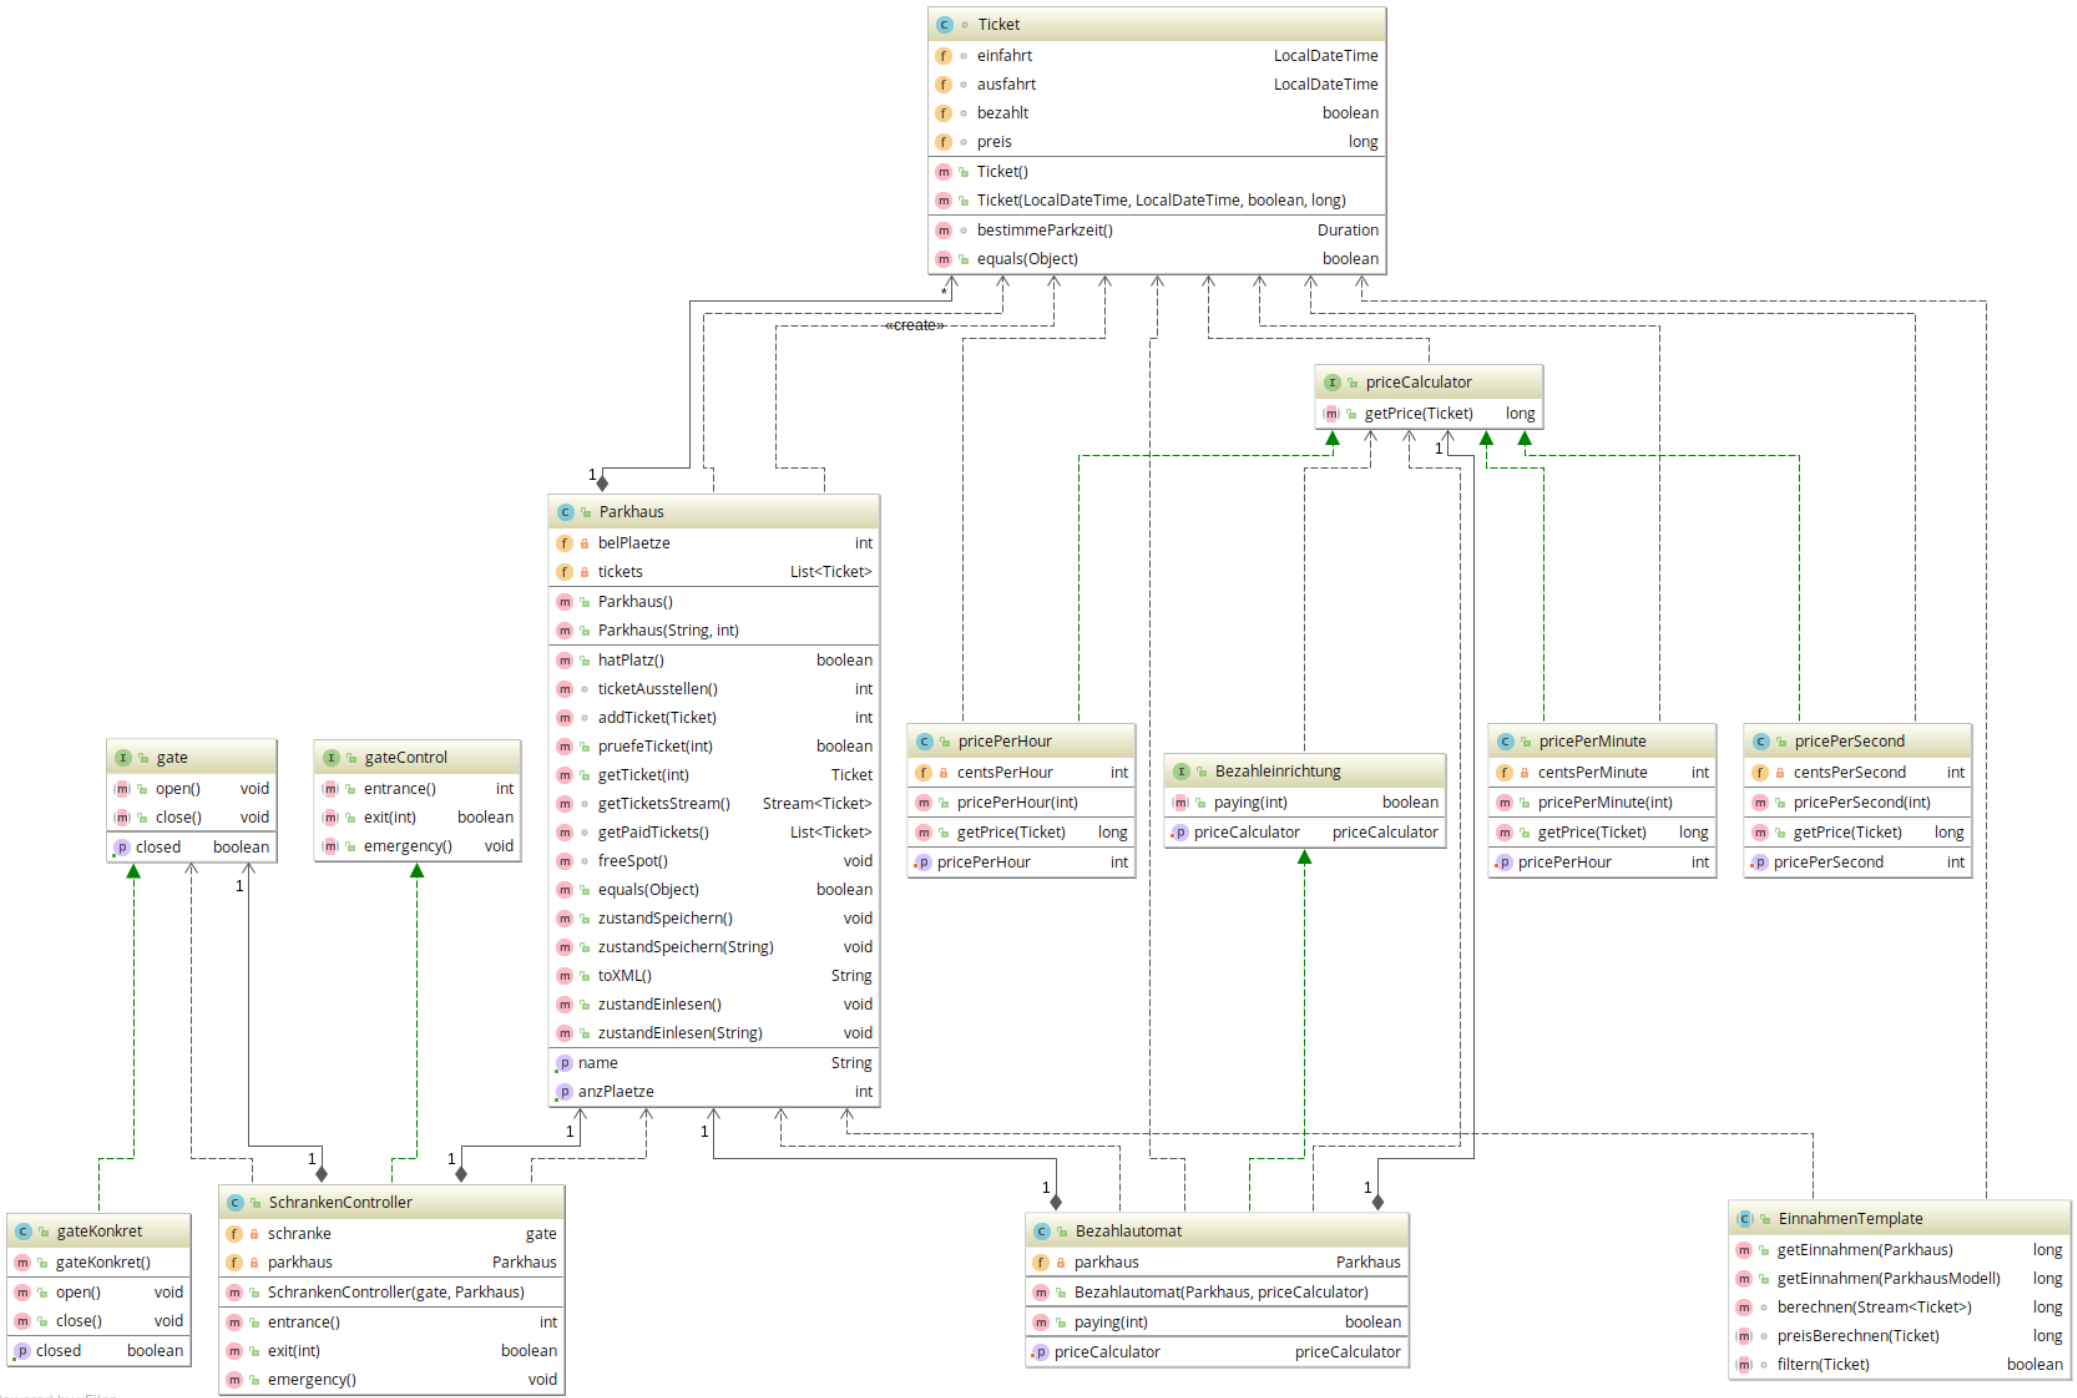 Ticket
einfahrt LocalDateTime
ausfahrt LocalDateTime
bezahlt boolean
preis long
Ticket()
Ticket(LocalDateTime, LocalDateTime, boolean, long)
bestimmeParkzeit() Duration
equals(Object) boolean
*
«create»
priceCalculator
getPrice(Ticket) long
1
1
Parkhaus
belPlaetze int
tickets List<Ticket>
Parkhaus()
Parkhaus(String, int)
hatPlatz() boolean
ticketAusstellen() int
addTicket(Ticket) int
pruefeTicket(int) boolean
getTicket(int) Ticket
getTicketsStream() Stream<Ticket>
getPaidTickets() List<Ticket>
freeSpot() void
equals(Object) boolean
zustandSpeichern() void
zustandSpeichern(String) void
toXML() String
zustandEinlesen() void
zustandEinlesen(String) void
name String
anzPlaetze int
gate
open() void
close() void
closed boolean
gateControl
entrance() int
exit(int) boolean
emergency() void
pricePerHour
centsPerHour int
pricePerHour(int)
getPrice(Ticket) long
pricePerHour int
Bezahleinrichtung
paying(int) boolean
priceCalculator priceCalculator
pricePerMinute
centsPerMinute int
pricePerMinute(int)
getPrice(Ticket) long
pricePerHour int
pricePerSecond
centsPerSecond int
pricePerSecond(int)
getPrice(Ticket) long
pricePerSecond int
1
1
1
1
1
1
1
gateKonkret
gateKonkret()
open() void
close() void
closed boolean
SchrankenController
schranke gate
parkhaus Parkhaus
SchrankenController(gate, Parkhaus)
entrance() int
exit(int) boolean
emergency() void
Bezahlautomat
parkhaus Parkhaus
Bezahlautomat(Parkhaus, priceCalculator)
paying(int) boolean
priceCalculator priceCalculator
EinnahmenTemplate
getEinnahmen(Parkhaus) long
getEinnahmen(ParkhausModell) long
berechnen(Stream<Ticket>) long
preisBerechnen(Ticket) long
filtern(Ticket) boolean